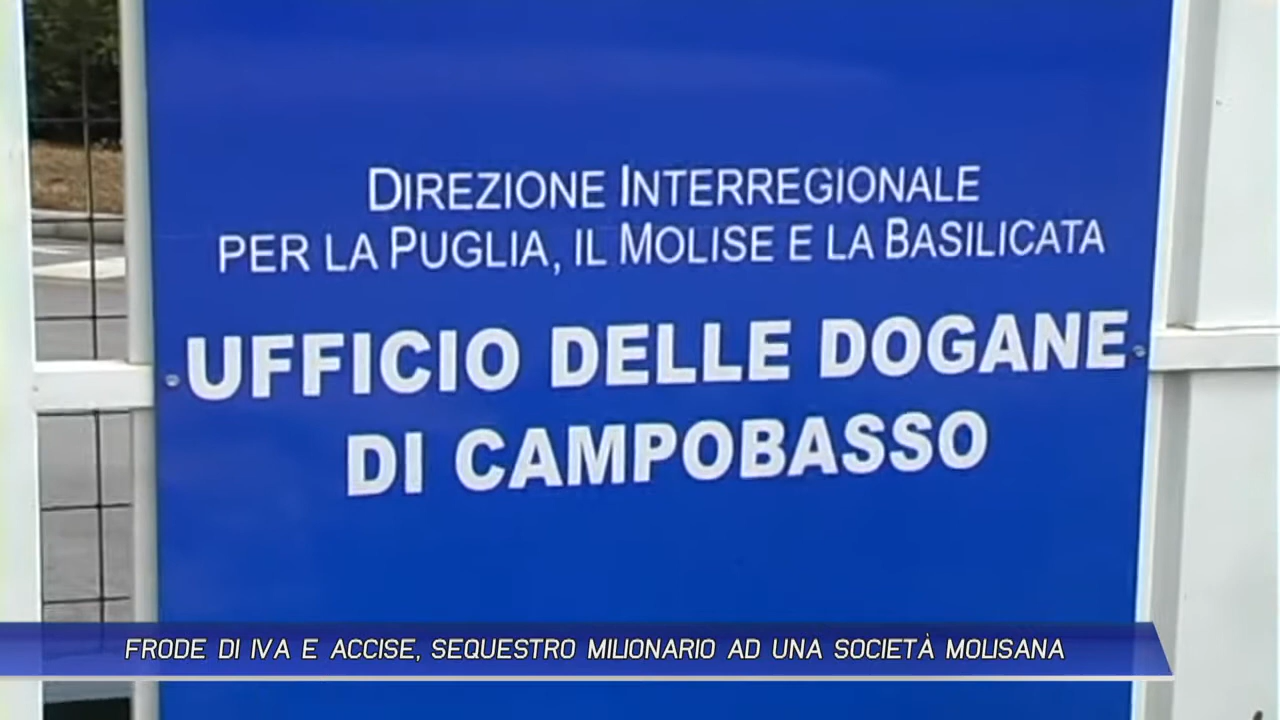 DIREZIONE INTERREGIONALE
PER LA PUGLIA, IL MOLISE E LA BASILICATA
UFFICIO DELLE DOGANE
DI CAMPOBASSO
FRODE DI IVA E ACCISE, SEQUESTRO MILIONARIO AD UNA SOCIETÀ MOLISANA